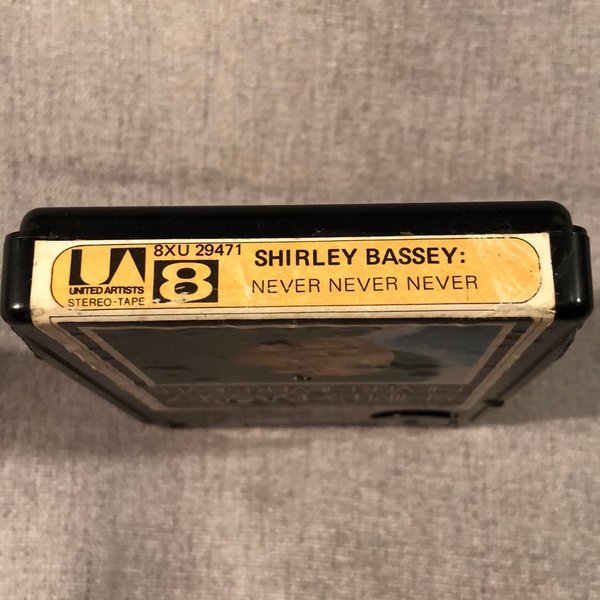 UA
UNITED ARTISTS
STEREO-TAPE
8XU 29471
8
SHIRLEY BASSEY:
NEVER NEVER NEVER